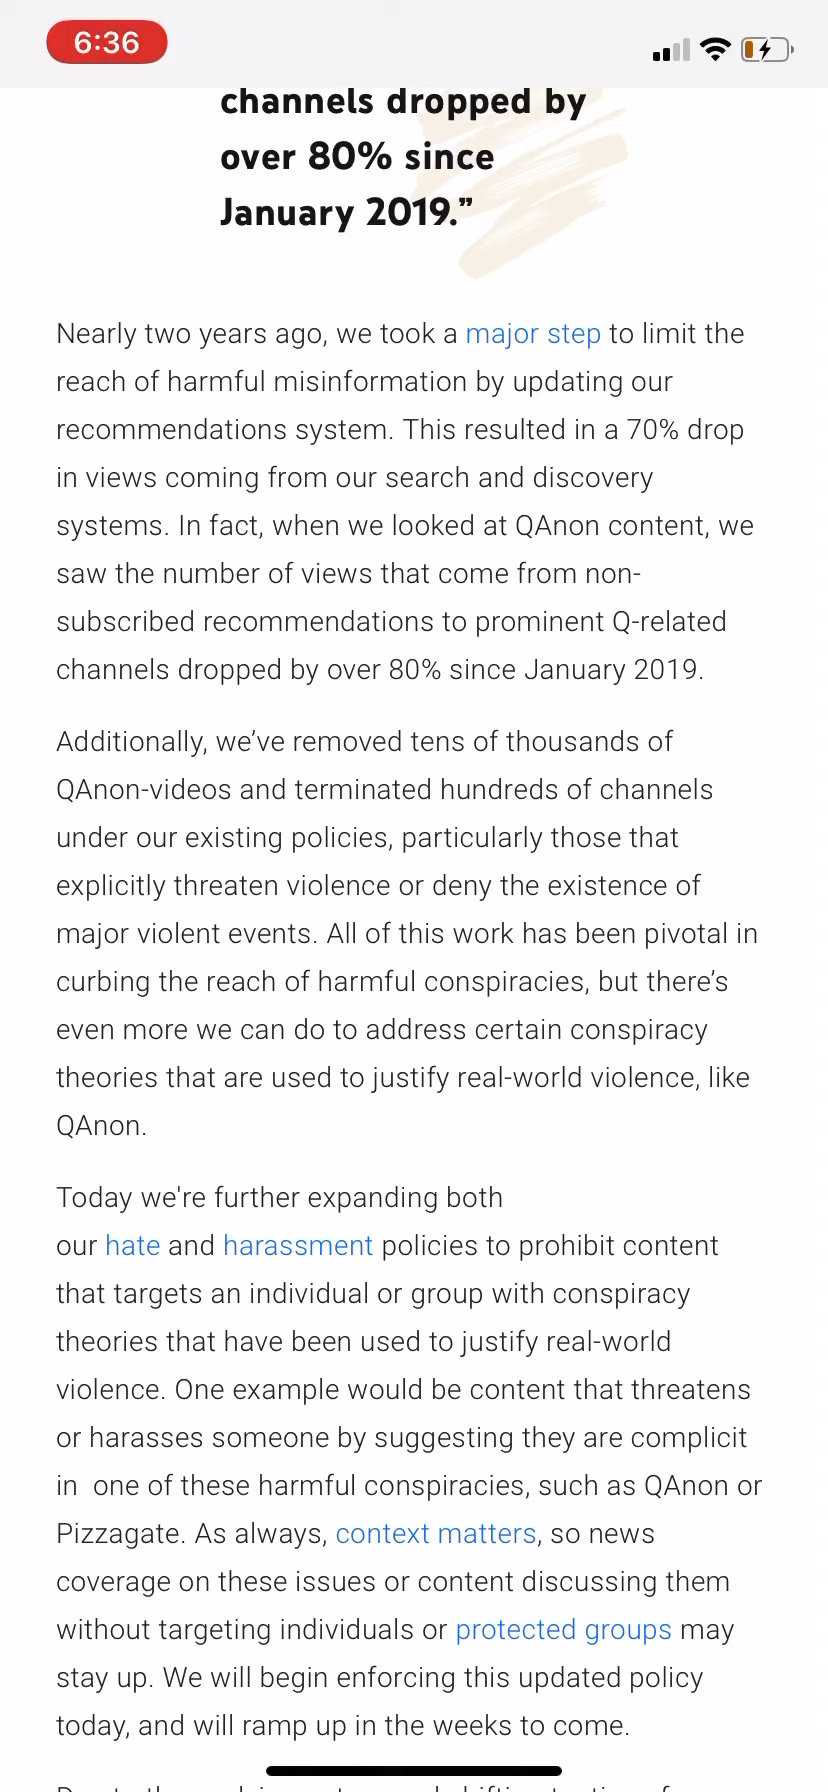 6:36
channels dropped by
over 80% since
January 2019.”
Nearly two years ago, we took a major step to limit the
reach of harmful misinformation by updating our
recommendations system. This resulted in a 70% drop
in views coming from our search and discovery
systems. In fact, when we looked at QAnon content, we
saw the number of views that come from non-
subscribed recommendations to prominent Q-related
channels dropped by over 80% since January 2019.
Additionally, we’ve removed tens of thousands of
QAnon-videos and terminated hundreds of channels
under our existing policies, particularly those that
explicitly threaten violence or deny the existence of
major violent events. All of this work has been pivotal in
curbing the reach of harmful conspiracies, but there’s
even more we can do to address certain conspiracy
theories that are used to justify real-world violence, like
QAnon.
Today we're further expanding both
our hate and harassment policies to prohibit content
that targets an individual or group with conspiracy
theories that have been used to justify real-world
violence. One example would be content that threatens
or harasses someone by suggesting they are complicit
in  one of these harmful conspiracies, such as QAnon or
Pizzagate. As always, context matters, so news
coverage on these issues or content discussing them
without targeting individuals or protected groups may
stay up. We will begin enforcing this updated policy
today, and will ramp up in the weeks to come.